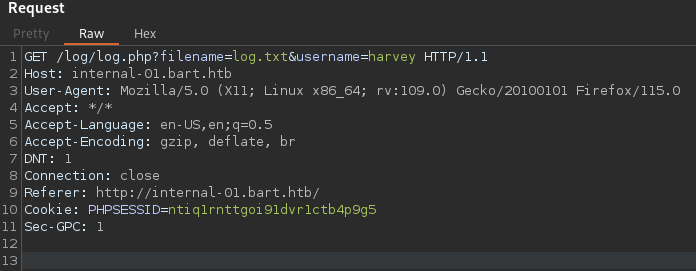 Request
Pretty Raw Hex
1 GET /log/log.php?filename=log.txt&username=harvey HTTP/1.1
2 Host: internal-01.bart.htb
3 User-Agent: Mozilla/5.0 (X11; Linux x86_64; rv:109.0) Gecko/20100101 Firefox/115.0
4 Accept: */*
5 Accept-Language: en-US,en;q=0.5
6 Accept-Encoding: gzip, deflate, br
7 DNT: 1
8 Connection: close
9 Referer: http://internal-01.bart.htb/
10 Cookie: PHPSESSID=ntiq1rnttgoi91dvr1ctb4p9g5
11 Sec-GPC: 1
12
13